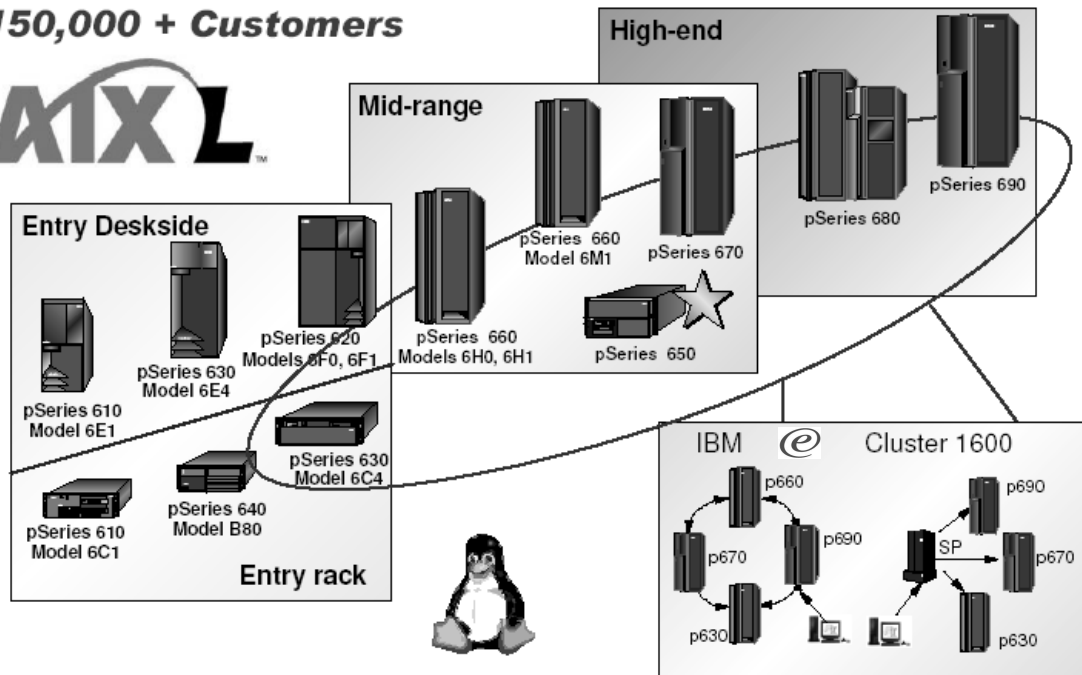 150,000 + Customers
AIX L
TM
High-end
pSeries 690
pSeries 680
Mid-range
pSeries 660
Model 6M1
pSeries 670
pSeries 660
Models 6H0, 6H1
pSeries 650
Entry Deskside
pSeries 620
Models 6F0, 6F1
pSeries 630
Model 6E4
pSeries 610
Model 6E1
pSeries 630
Model 6C4
pSeries 640
Model B80
pSeries 610
Model 6C1
Entry rack
IBM e Cluster 1600
p660
p690
p670
p630
p690
SP
p670
p630